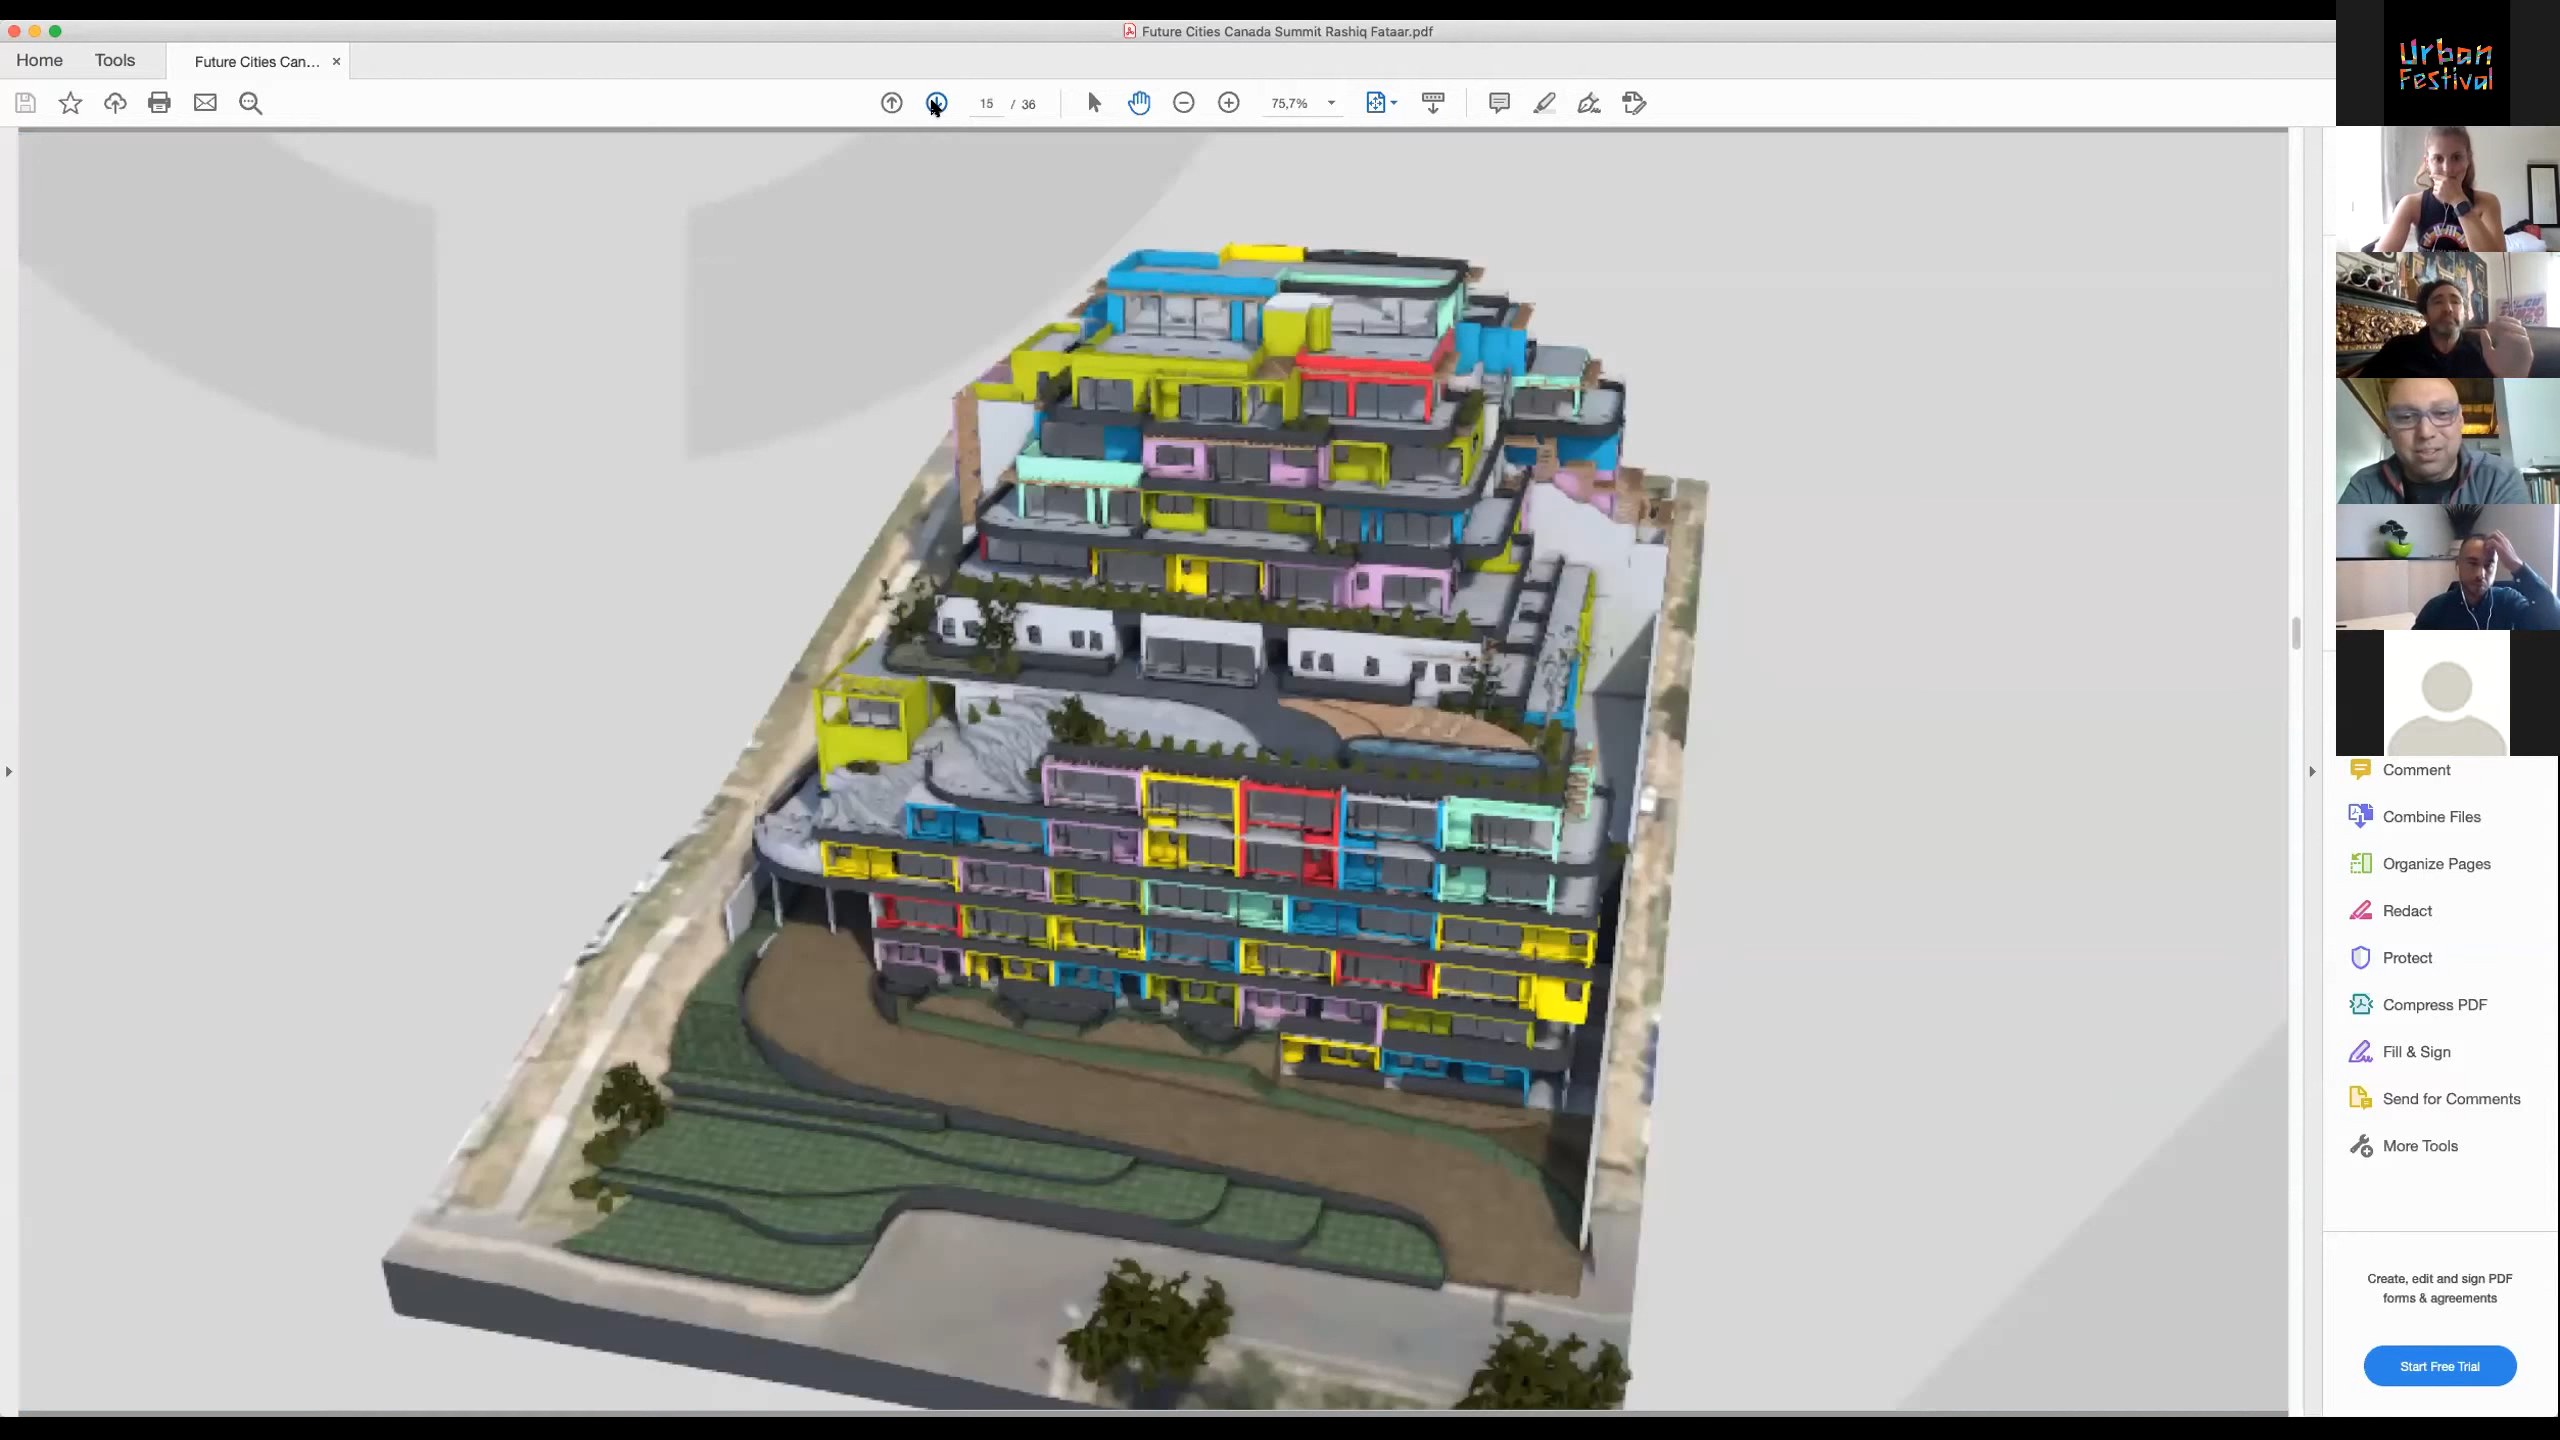 Future Cities Canada Summit Rashiq Fataar.pdf
Home
Tools
Future Cities Can...
15 / 36
75,7%
Urban
Festival
Comment
Combine Files
Organize Pages
Redact
Protect
Compress PDF
Fill & Sign
Send for Comments
More Tools
Create, edit and sign PDF
forms & agreements
Start Free Trial